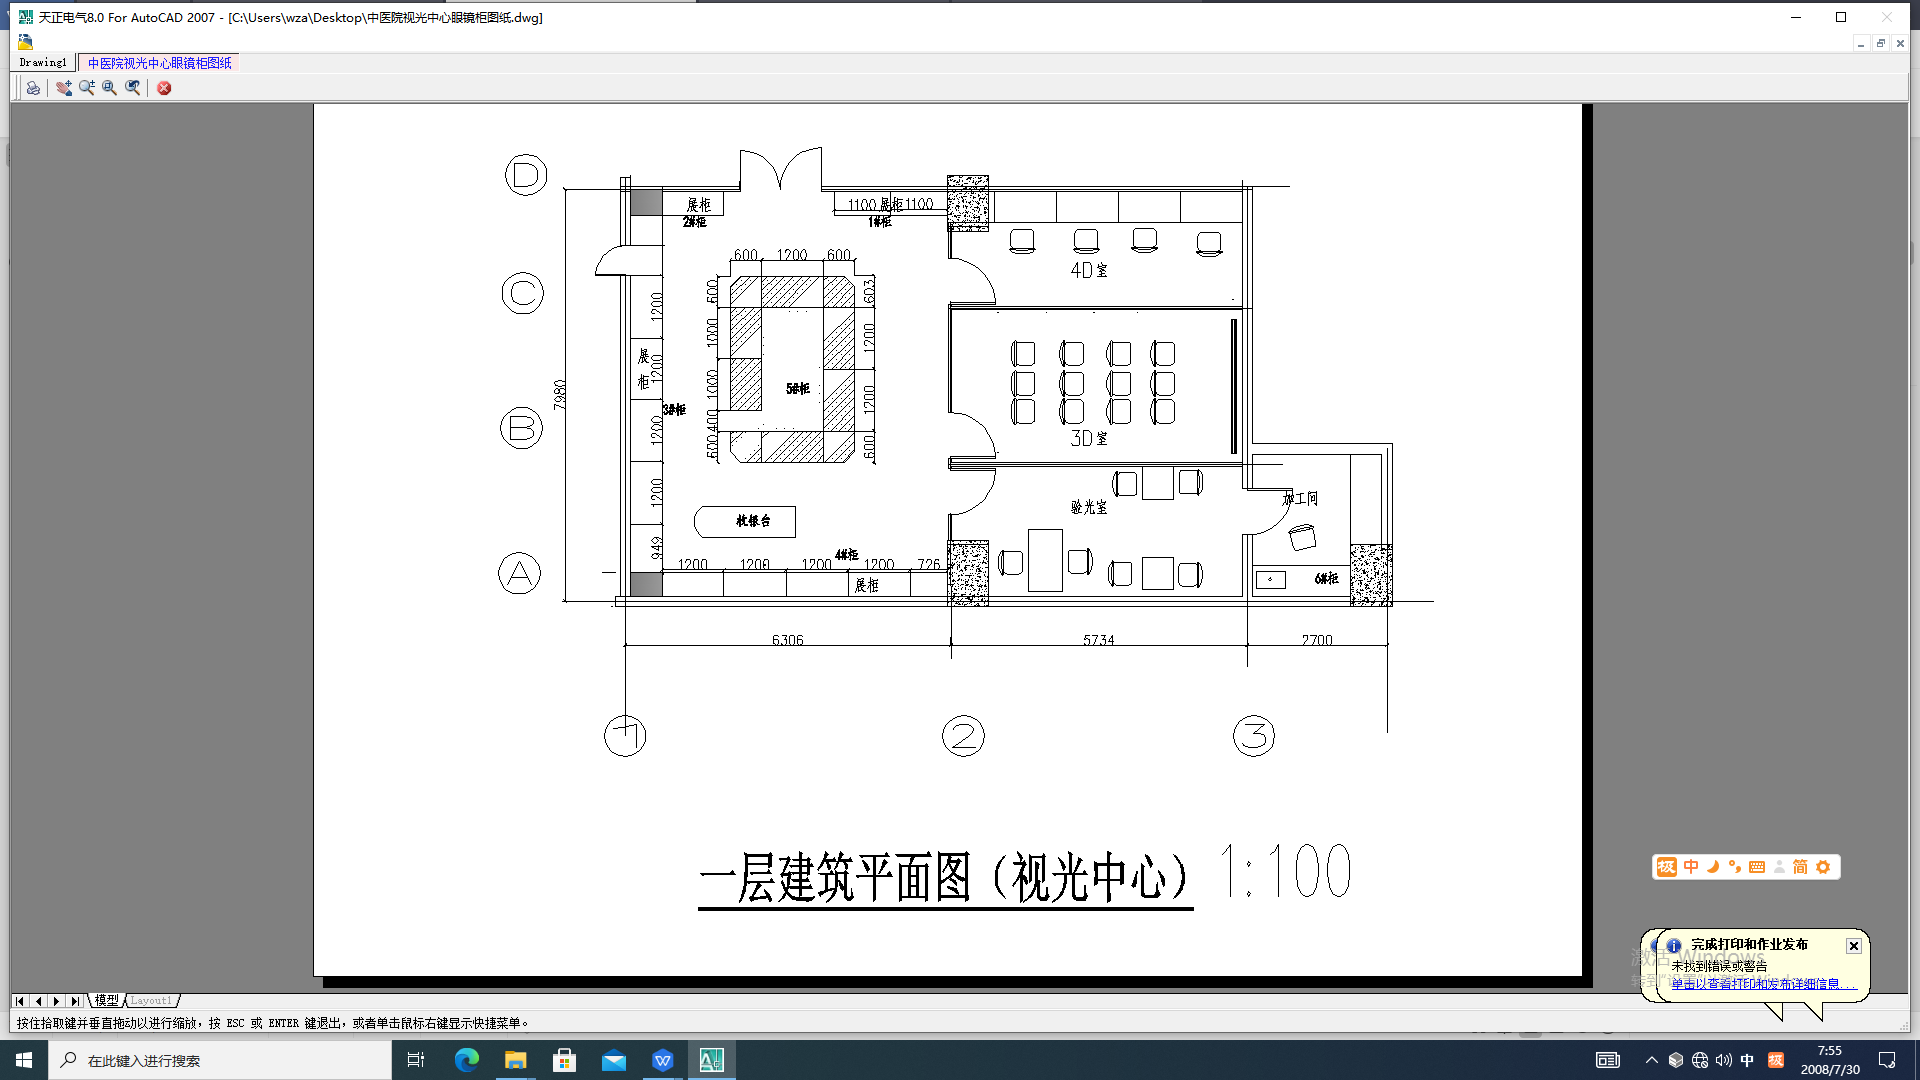 天正电气8.0 For AutoCAD 2007 - [C:\Users\wza\Desktop\中医院视光中心眼镜柜图纸.dwg]
Drawing1
中医院视光中心眼镜柜图纸
D
C
B
A
展柜
2#柜
1100
展柜
1100
1#柜
4D室
600
1200
600
600
603
1000
1200
1000
1200
400
600
600
5#柜
7980
1200
展柜
1200
3#柜
1200
1200
949
3D室
验光室
加工间
收银台
4#柜
1200
1200
1200
1200
726
展柜
6#柜
6306
5734
2700
1
2
3
一层建筑平面图（视光中心）
1:100
中
简
完成打印和作业发布
未找到错误或警告
单击以查看打印和发布详细信息...
激活 Windows
模型
Layout1
按住拾取键并垂直拖动以进行缩放，按 ESC 或 ENTER 键退出，或者单击鼠标右键显示快捷菜单。
在此键入进行搜索
中
7:55
2008/7/30